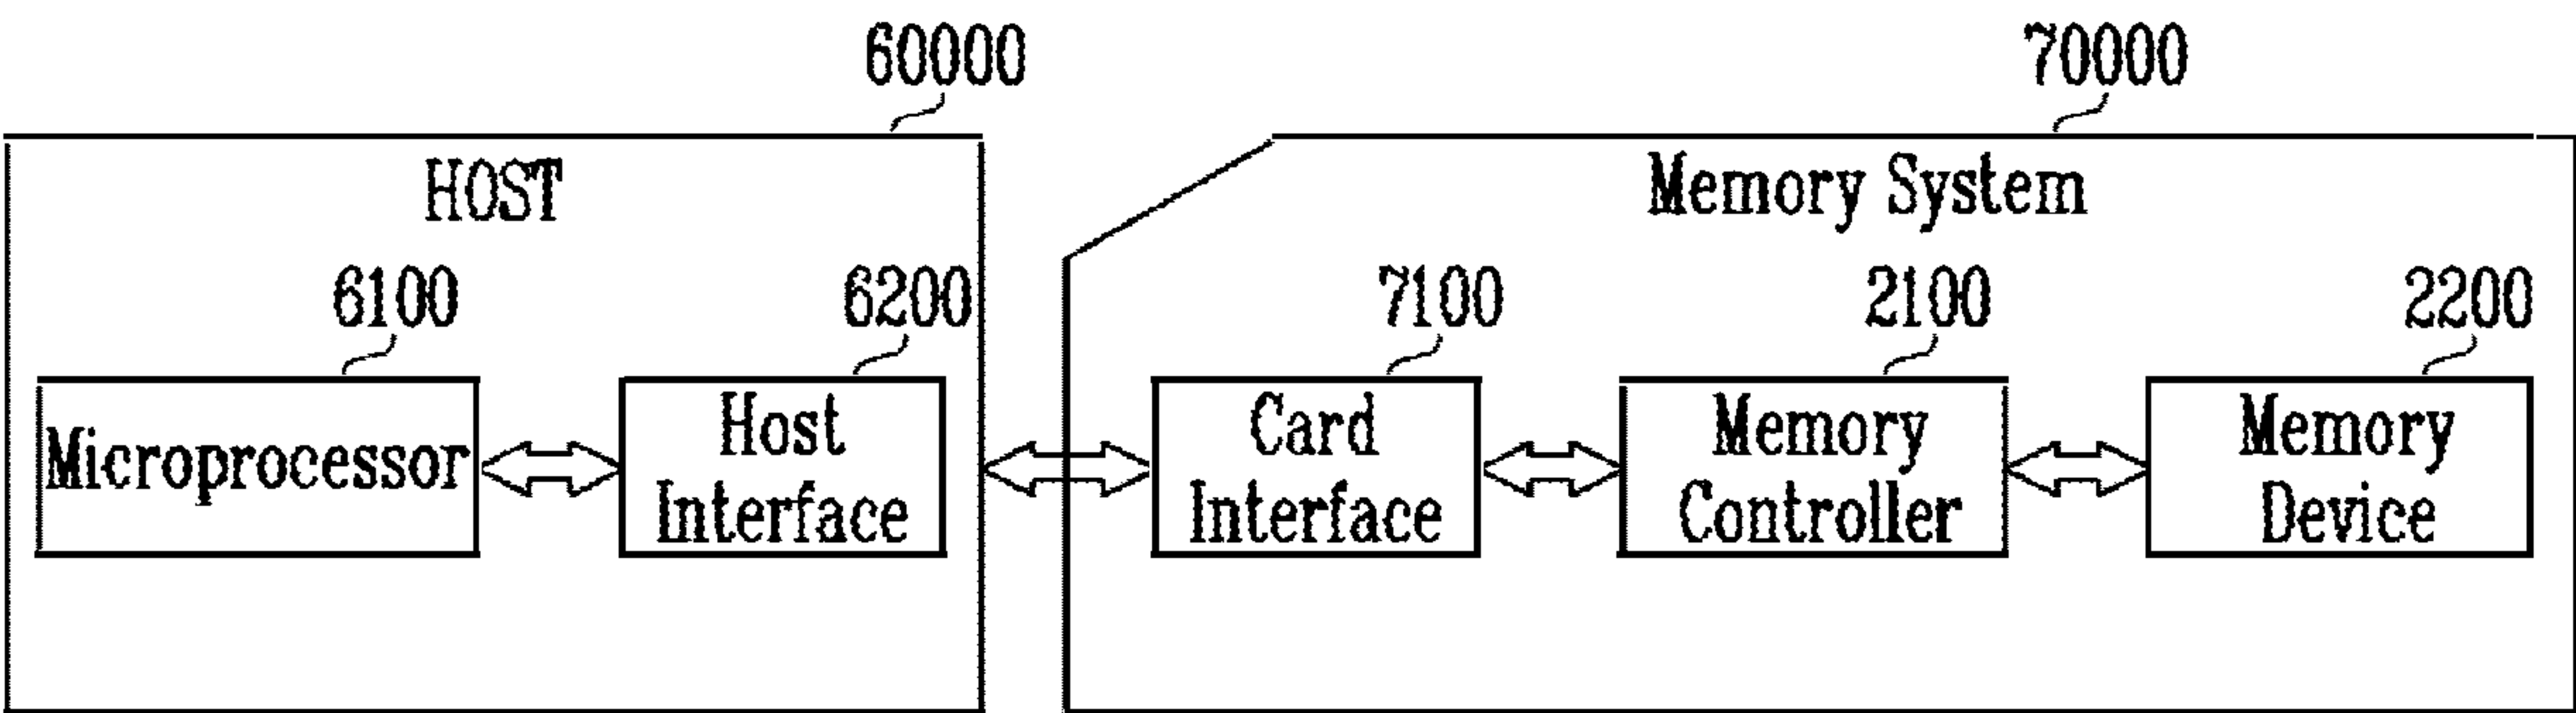 60000
70000
HOST
Memory System
6100
6200
7100
2100
2200
Microprocessor
Host
Interface
Card
Interface
Memory
Controller
Memory
Device